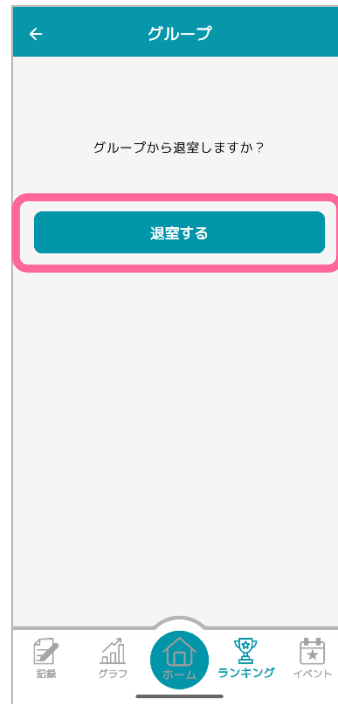 グループ
グループから退室しますか？
退室する
記録
グラフ
ホーム
ランキング
イベント